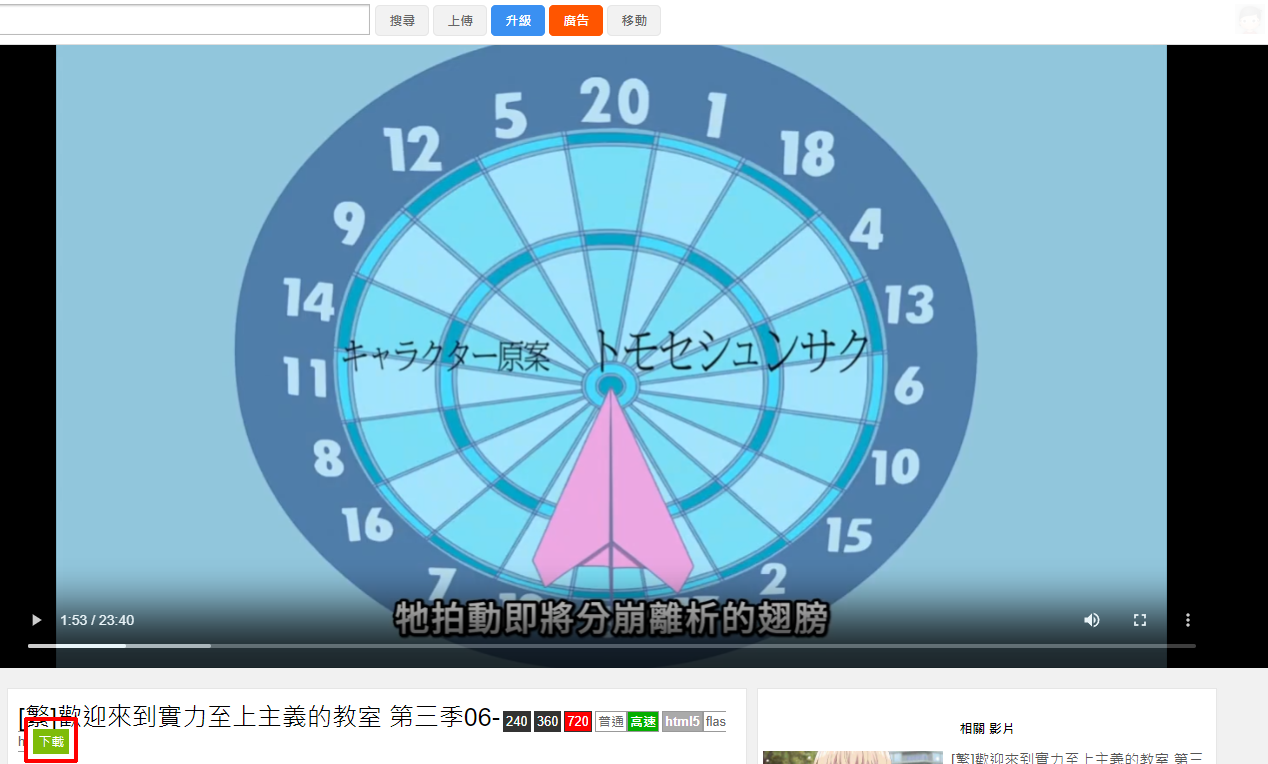 搜尋 上傳 升級 廣告 移動
20
5 1
12 18
9 4
14 13
キャラクター原案 トモセシュンサク
11 6
8 10
16 15
7 2
牠拍動即將分崩離析的翅膀
1:53 / 23:40
[繁]歡迎來到實力至上主義的教室 第三季06- 240 360 720 普通 高速 html5 flas
h 下載
相關 影片
[繁]歡迎來到實力至上主義的教室 第三